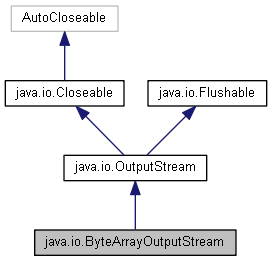 AutoCloseable
java.io.Closeable
java.io.Flushable
java.io.OutputStream
java.io.ByteArrayOutputStream